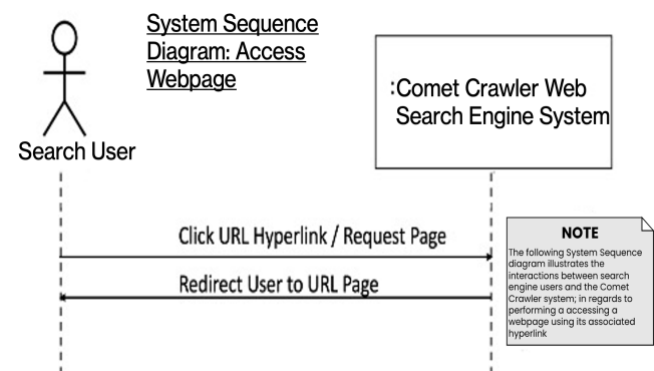 System Sequence
Diagram: Access
Webpage
:Comet Crawler Web
Search Engine System
Search User
Click URL Hyperlink / Request Page
Redirect User to URL Page
NOTE
The following System Sequence
diagram illustrates the
interactions between search
engine users and the Comet
Crawler system; in regards to
performing a accessing a
webpage using its associated
hyperlink